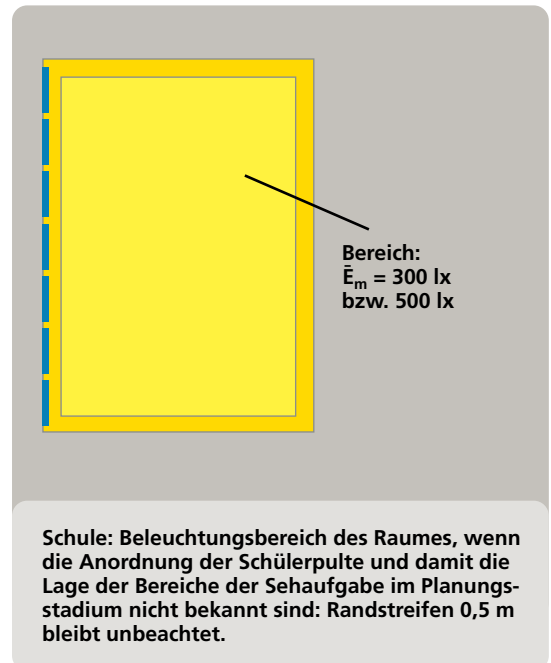 Bereich:
Ēm = 300 lx
bzw. 500 lx
Schule: Beleuchtungsbereich des Raumes, wenn
die Anordnung der Schülerpulte und damit die
Lage der Bereiche der Sehaufgabe im Planungs-
stadium nicht bekannt sind: Randstreifen 0,5 m
bleibt unbeachtet.